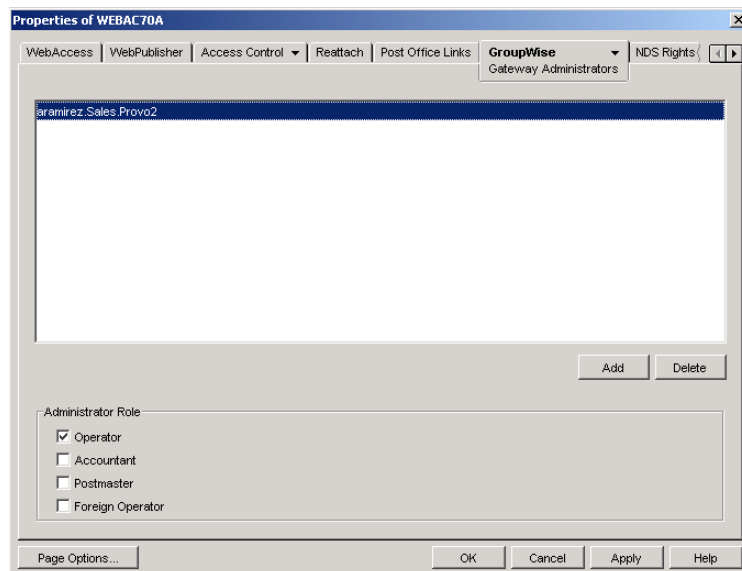 Properties of WEBAC70A
WebAccess WebPublisher Access Control Reattach Post Office Links GroupWise NDS Rights
Gateway Administrators
aramirez.Sales.Provo2
Add Delete
Administrator Role
Operator
Accountant
Postmaster
Foreign Operator
Page Options... OK Cancel Apply Help